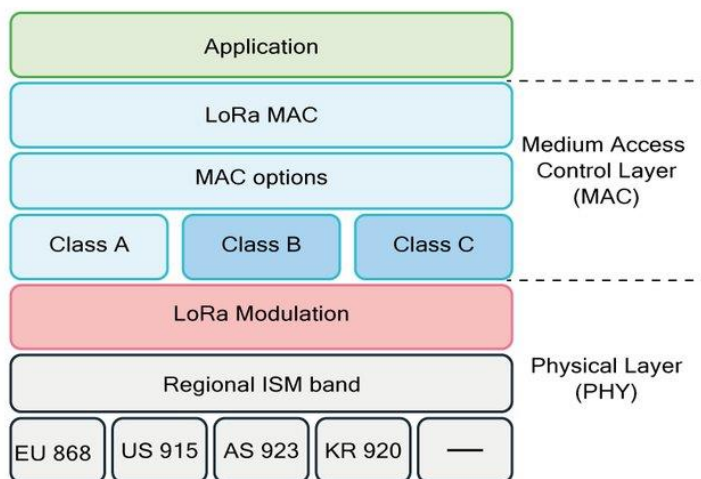 Application
LoRa MAC
MAC options
Class A
Class B
Class C
Medium Access
Control Layer
(MAC)
LoRa Modulation
Regional ISM band
EU 868
US 915
AS 923
KR 920
—
Physical Layer
(PHY)